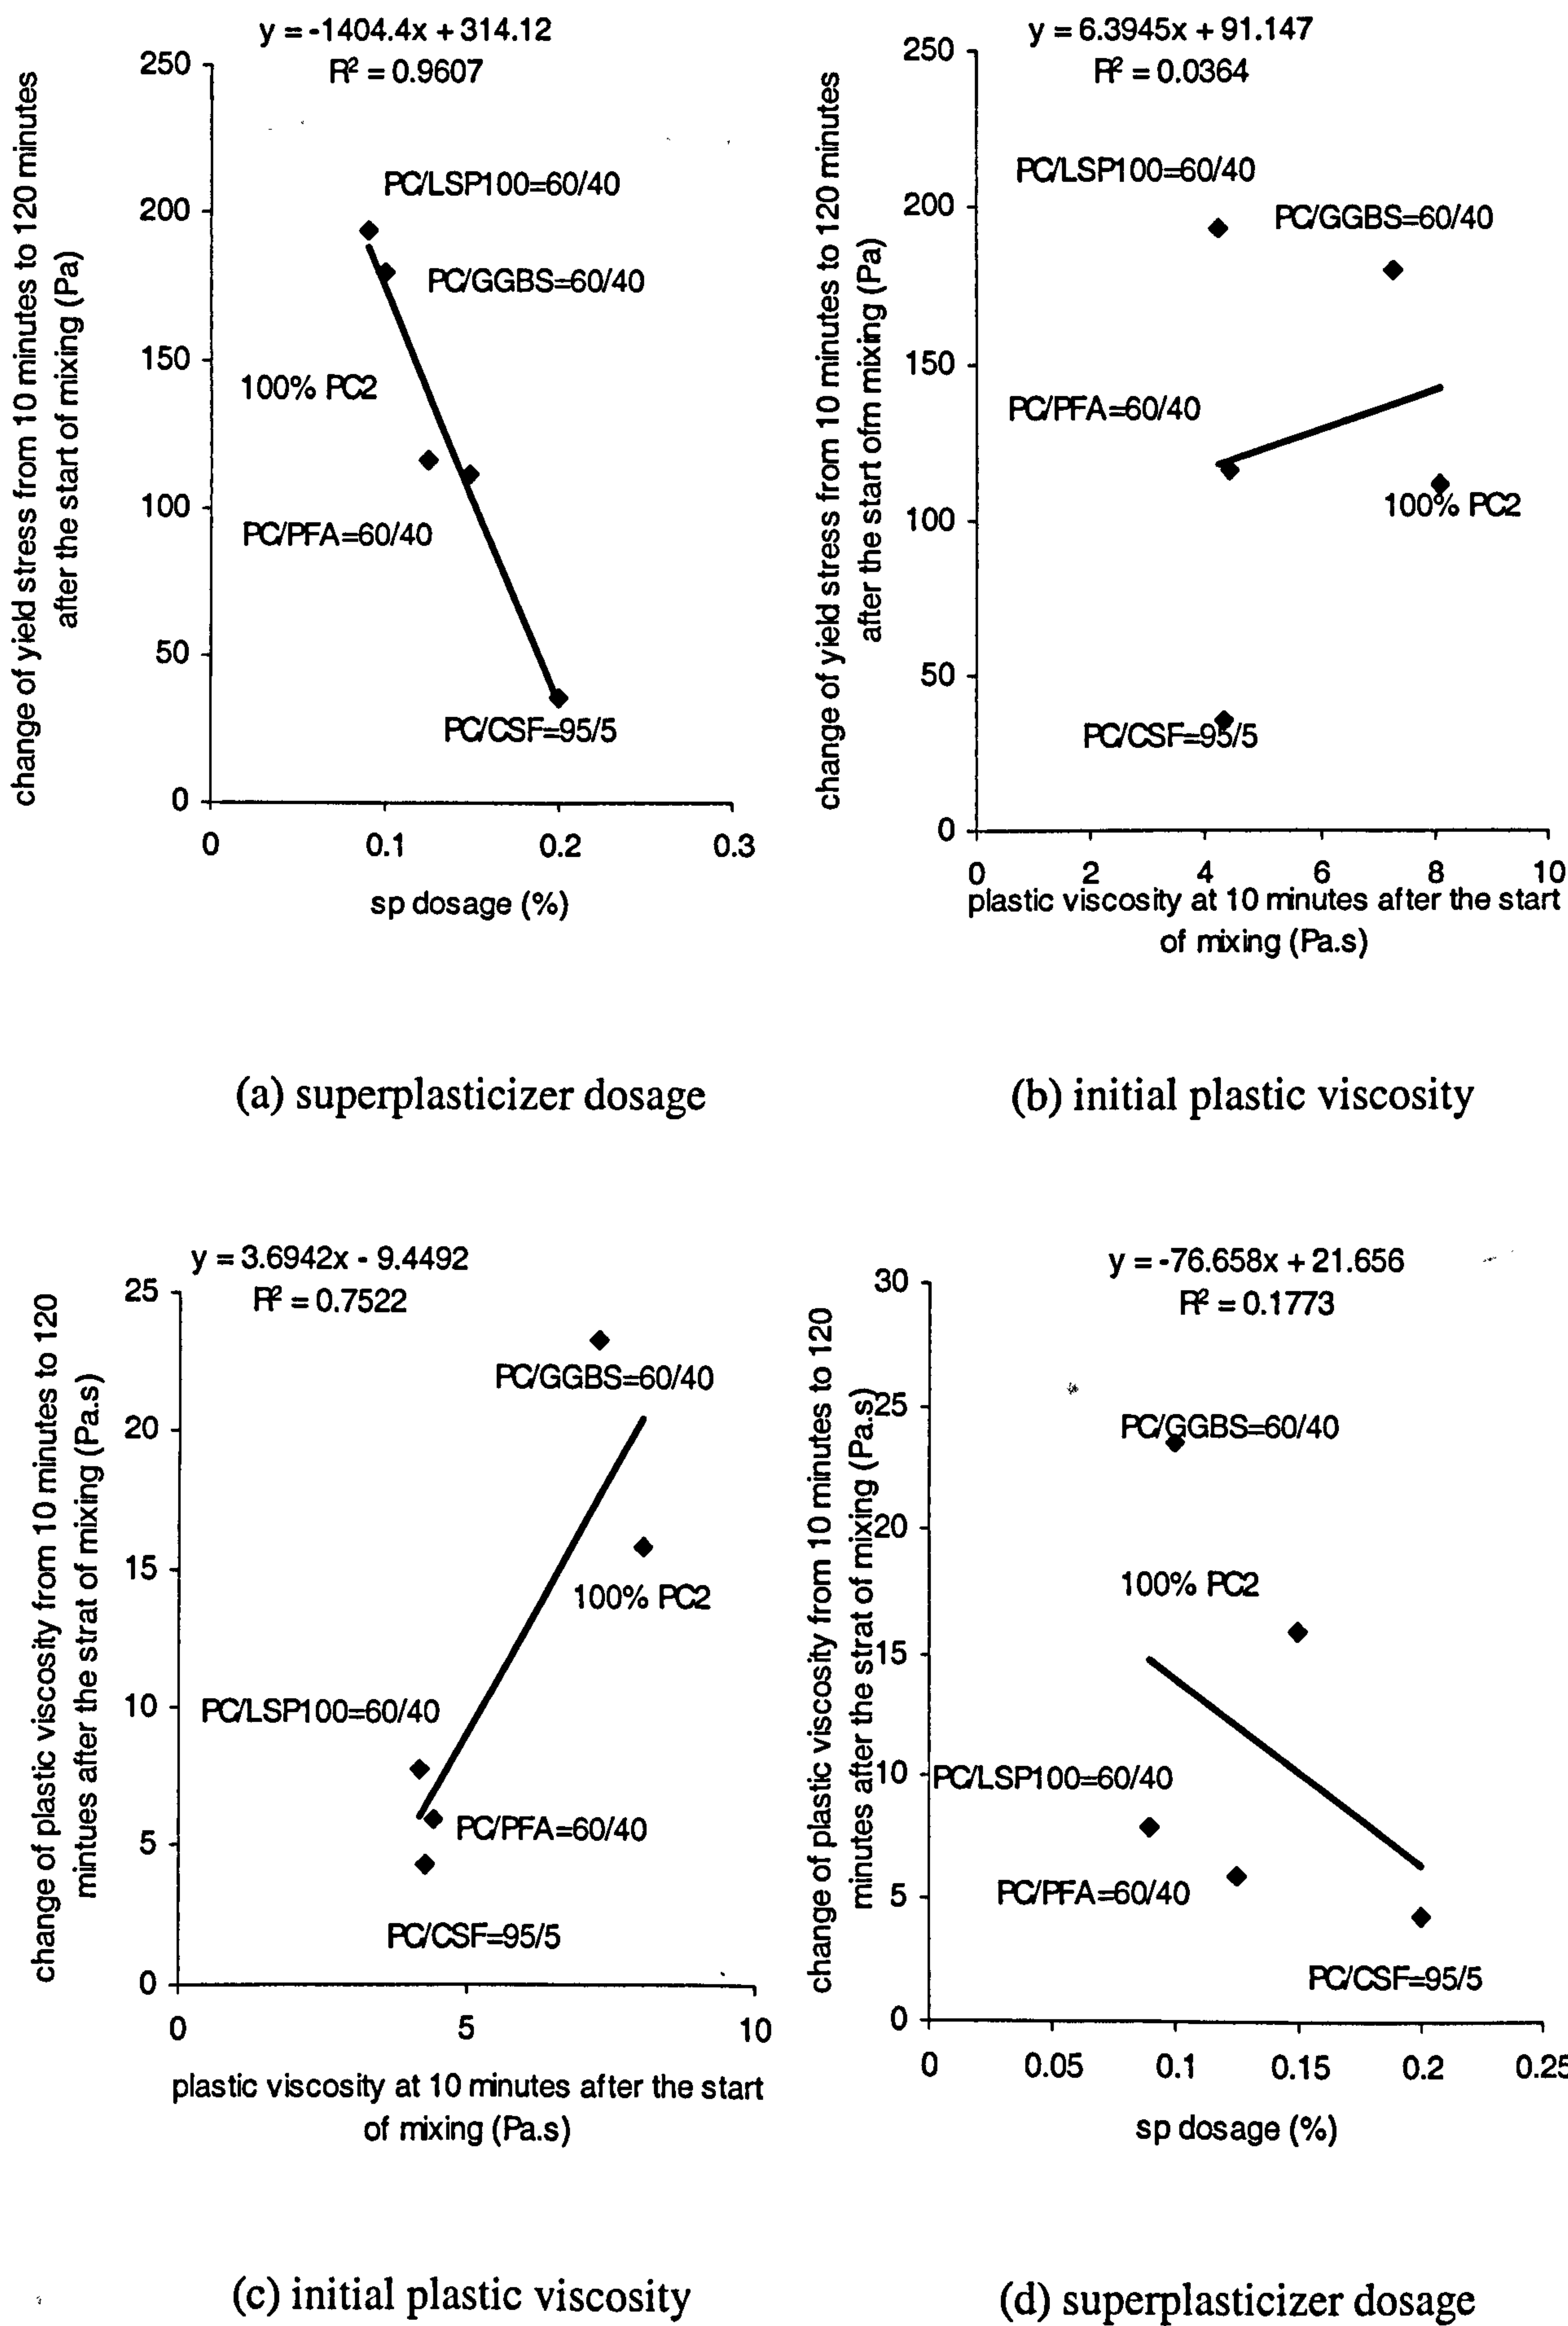 y = -1404.4x + 314.12
R² = 0.9607
250
200
150
100
50
0
change of yield stress from 10 minutes to 120 minutes
after the start of mixing (Pa)
PC/LSP100=60/40
PC/GGBS=60/40
100% PC2
PC/PFA=60/40
PC/CSF=95/5
0 0.1 0.2 0.3
sp dosage (%)
(a) superplasticizer dosage
y = 6.3945x + 91.147
R² = 0.0364
250
200
150
100
50
0
change of yield stress from 10 minutes to 120 minutes
after the start ofm mixing (Pa)
PC/LSP100=60/40
PC/GGBS=60/40
PC/PFA=60/40
100% PC2
PC/CSF=95/5
0 2 4 6 8 10
plastic viscosity at 10 minutes after the start
of mixing (Pa.s)
(b) initial plastic viscosity
y = 3.6942x - 9.4492
R² = 0.7522
25
20
15
10
5
0
change of plastic viscosity from 10 minutes to 120
mintues after the strat of mixing (Pa.s)
PC/GGBS=60/40
100% PC2
PC/LSP100=60/40
PC/PFA=60/40
PC/CSF=95/5
0 5 10
plastic viscosity at 10 minutes after the start
of mixing (Pa.s)
(c) initial plastic viscosity
y = -76.658x + 21.656
R² = 0.1773
30
25
20
15
10
5
0
change of plastic viscosity from 10 minutes to 120
minutes after the strat of mixing (Pa.s)
PC/GGBS=60/40
100% PC2
PC/LSP100=60/40
PC/PFA=60/40
PC/CSF=95/5
0 0.05 0.1 0.15 0.2 0.25
sp dosage (%)
(d) superplasticizer dosage